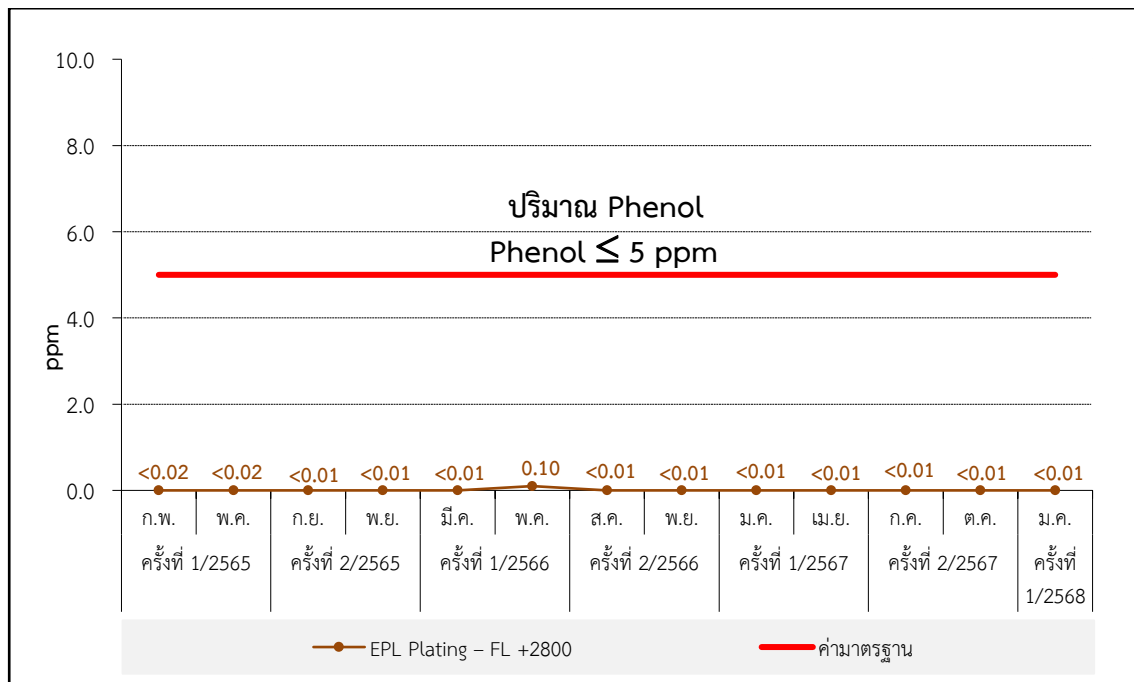 10.0
8.0
ปริมาณ Phenol
6.0
Phenol ≤ 5 ppm
4.0
ppm
2.0
<0.02 <0.02 <0.01 <0.01 <0.01 0.10 <0.01 <0.01 <0.01 <0.01 <0.01 <0.01 <0.01
0.0
ก.พ. พ.ค. ก.ย. พ.ย. มี.ค. พ.ค. ส.ค. พ.ย. ม.ค. เม.ย. ก.ค. ต.ค. ม.ค.
ครั้งที่ 1/2565 ครั้งที่ 2/2565 ครั้งที่ 1/2566 ครั้งที่ 2/2566 ครั้งที่ 1/2567 ครั้งที่ 2/2567 ครั้งที่
1/2568
EPL Plating – FL +2800 ค่ามาตรฐาน